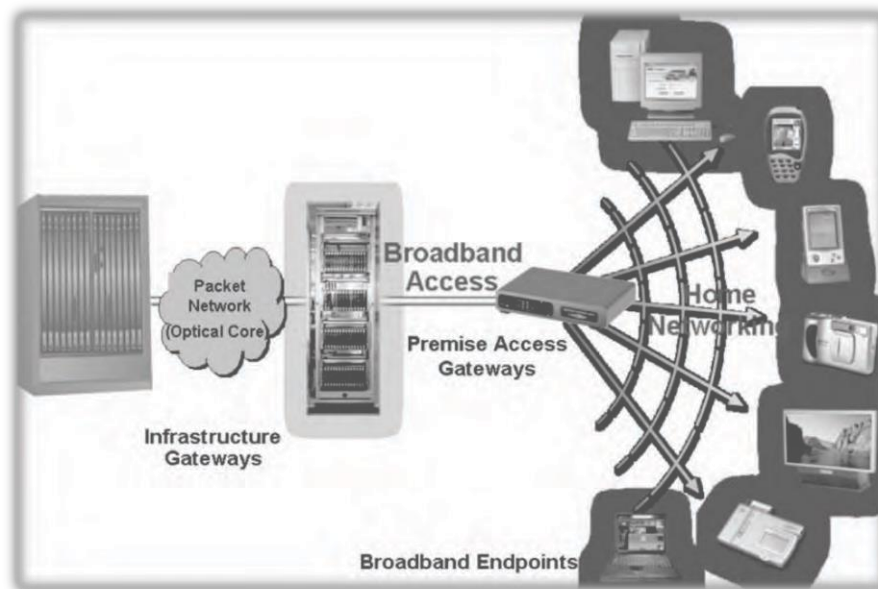 Packet
Network
(Optical Core)
Broadband
Access
Home
Networking
Premise Access
Gateways
Infrastructure
Gateways
Broadband Endpoints